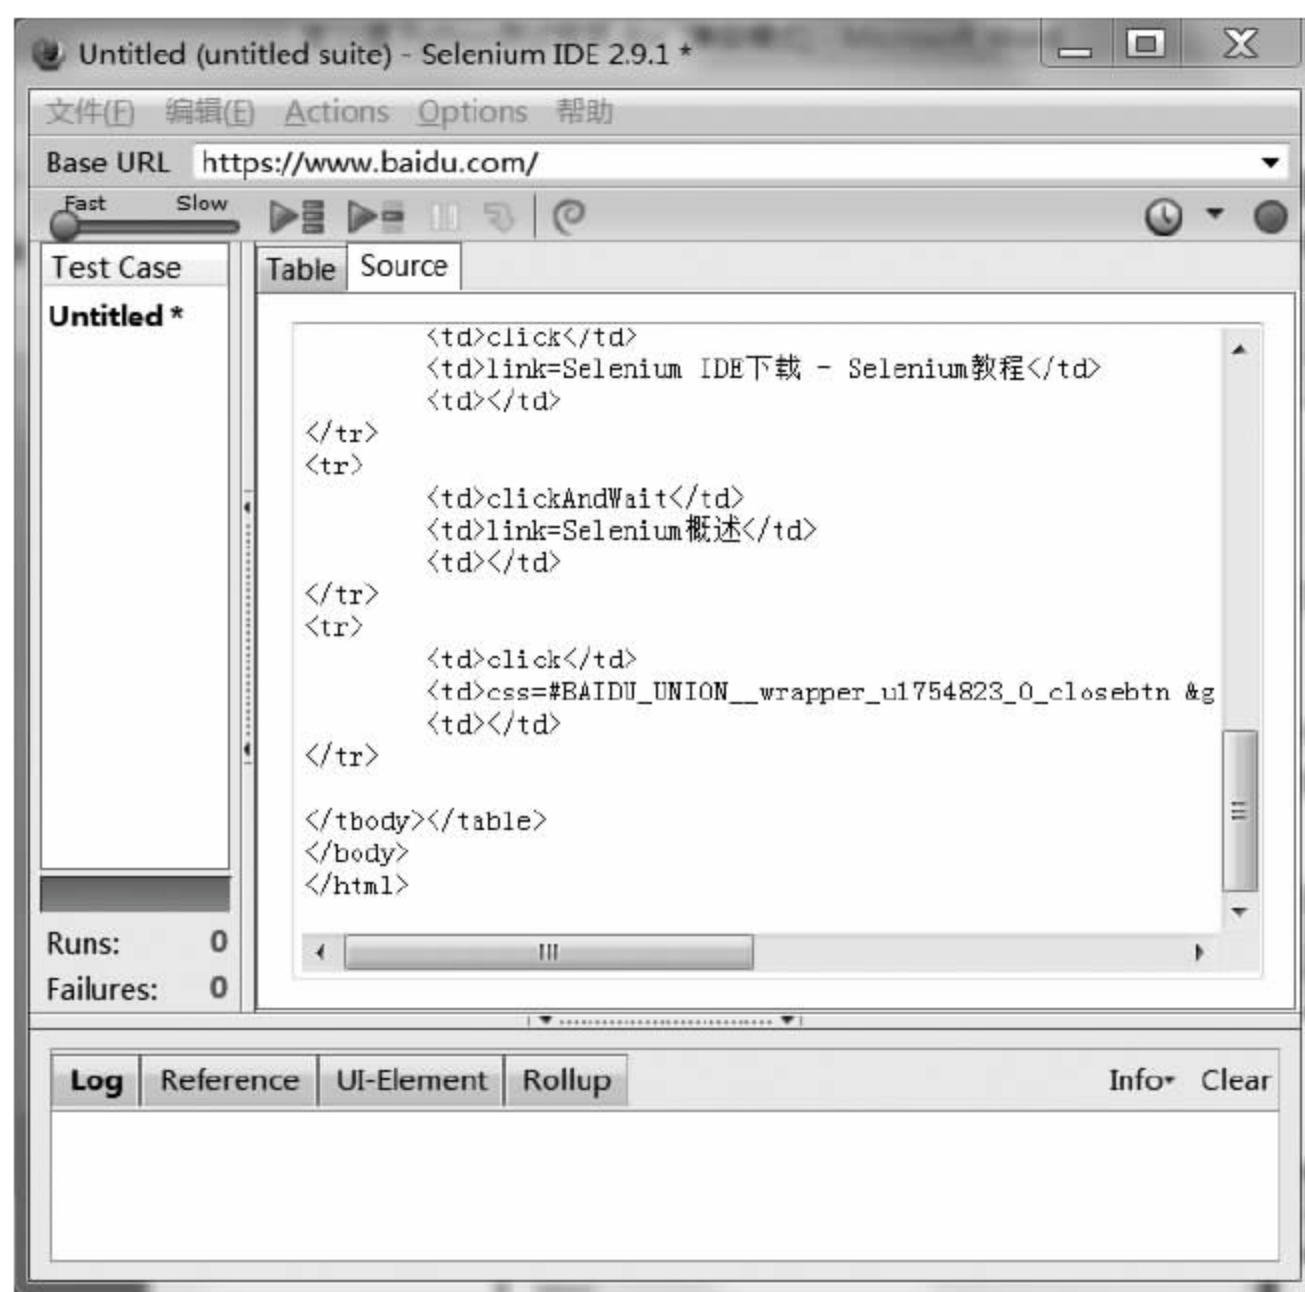 Untitled (untitled suite) - Selenium IDE 2.9.1 *
文件(F) 编辑(E) Actions Options 帮助
Base URL https://www.baidu.com/
Fast Slow
Test Case
Table Source
Untitled *
<td>click</td>
<td>link=Selenium IDE下载 - Selenium教程</td>
<td></td>
</tr>
<tr>
<td>clickAndWait</td>
<td>link=Selenium概述</td>
<td></td>
</tr>
<tr>
<td>click</td>
<td>css=#BAIDU_UNION__wrapper_u1754823_0_closebtn &g
<td></td>
</tr>
</tbody></table>
</body>
</html>
Runs: 0
Failures: 0
Log Reference UI-Element Rollup Info Clear